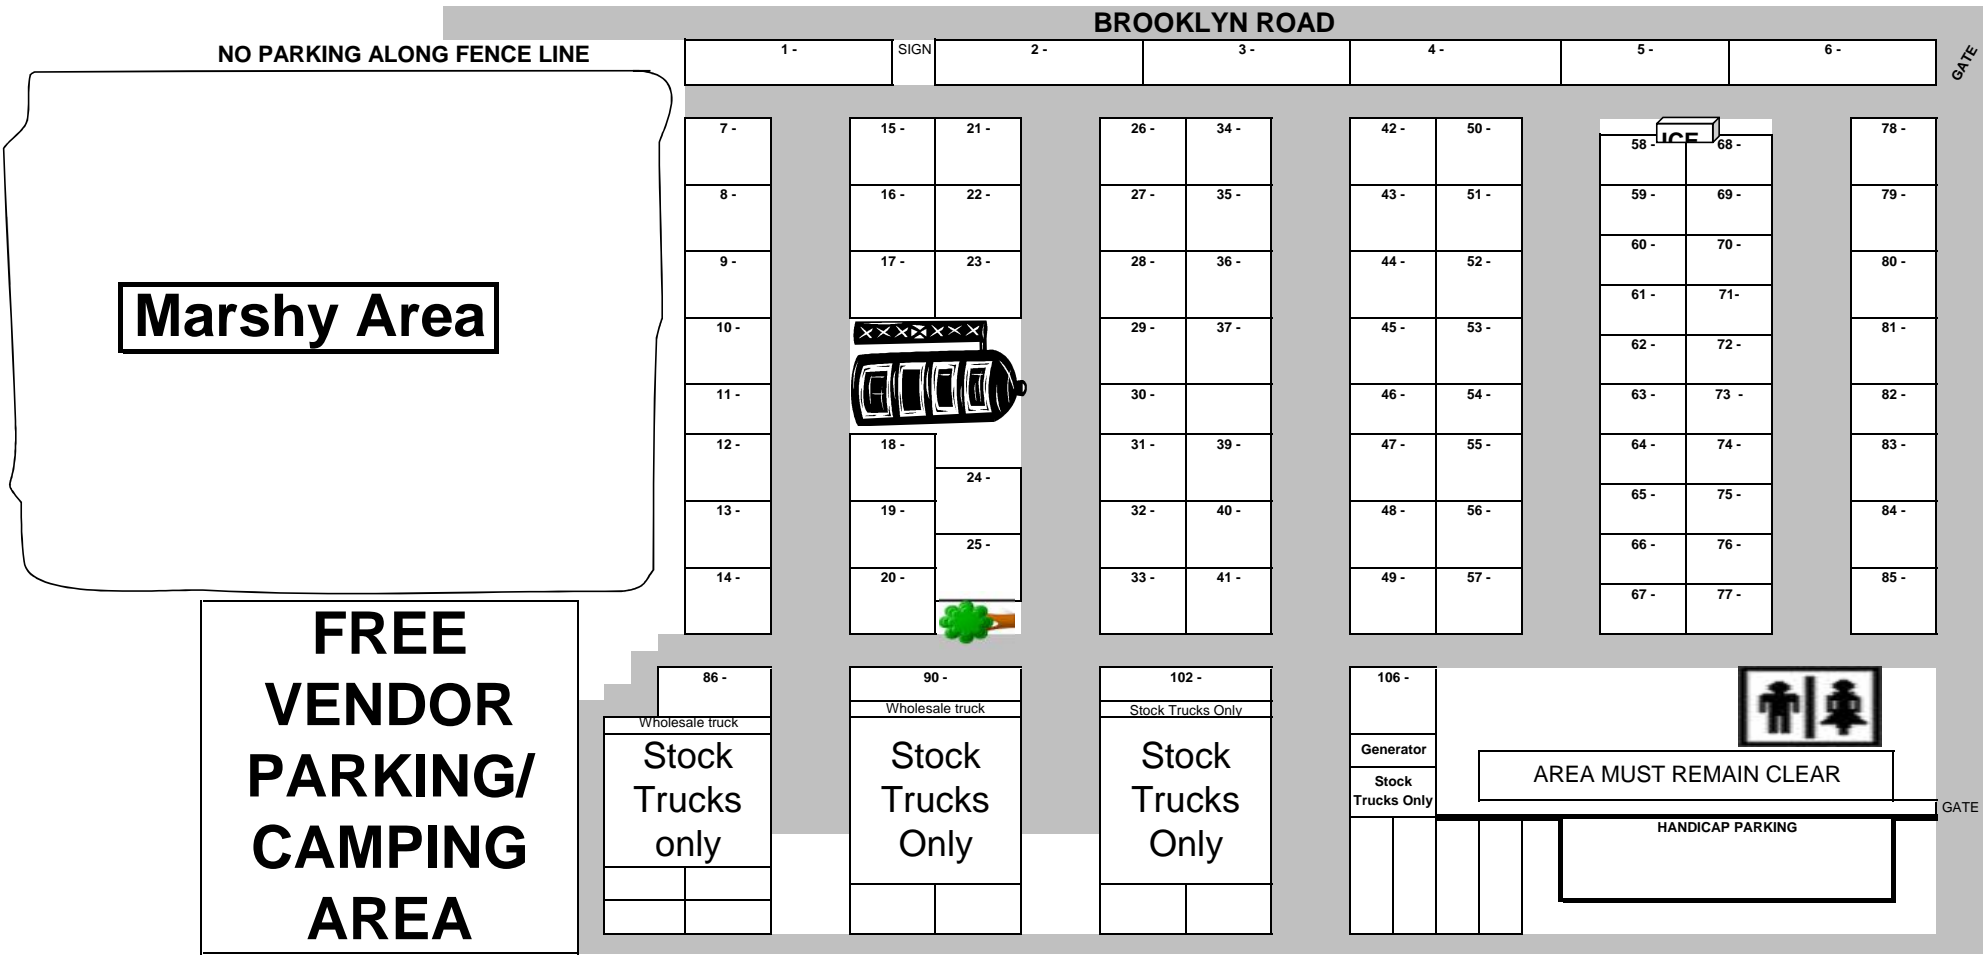 BROOKLYN ROAD
NO PARKING ALONG FENCE LINE
1 - SIGN 2 - 3 - 4 - 5 - 6 -
GATE
7 - 15 - 21 - 26 - 34 - 42 - 50 - ICE 78 -
58 - 68 -
8 - 16 - 22 - 27 - 35 - 43 - 51 - 59 - 69 - 79 -
60 - 70 -
9 - 17 - 23 - 28 - 36 - 44 - 52 - 80 -
61 - 71-
Marshy Area
10 - 29 - 37 - 45 - 53 - 81 -
62 - 72 -
11 - 30 - 46 - 54 - 63 - 73 - 82 -
12 - 18 - 31 - 39 - 47 - 55 - 64 - 74 - 83 -
24 -
65 - 75 -
13 - 19 - 32 - 40 - 48 - 56 - 84 -
25 - 66 - 76 -
14 - 20 - 33 - 41 - 49 - 57 - 85 -
67 - 77 -
FREE
VENDOR
PARKING/
CAMPING
AREA
86 - 90 - 102 - 106 -
Wholesale truck
Stock
Trucks
only
Wholesale truck
Stock
Trucks
Only
Stock Trucks Only
Stock
Trucks
Only
Generator
Stock
Trucks Only
AREA MUST REMAIN CLEAR
GATE
HANDICAP PARKING